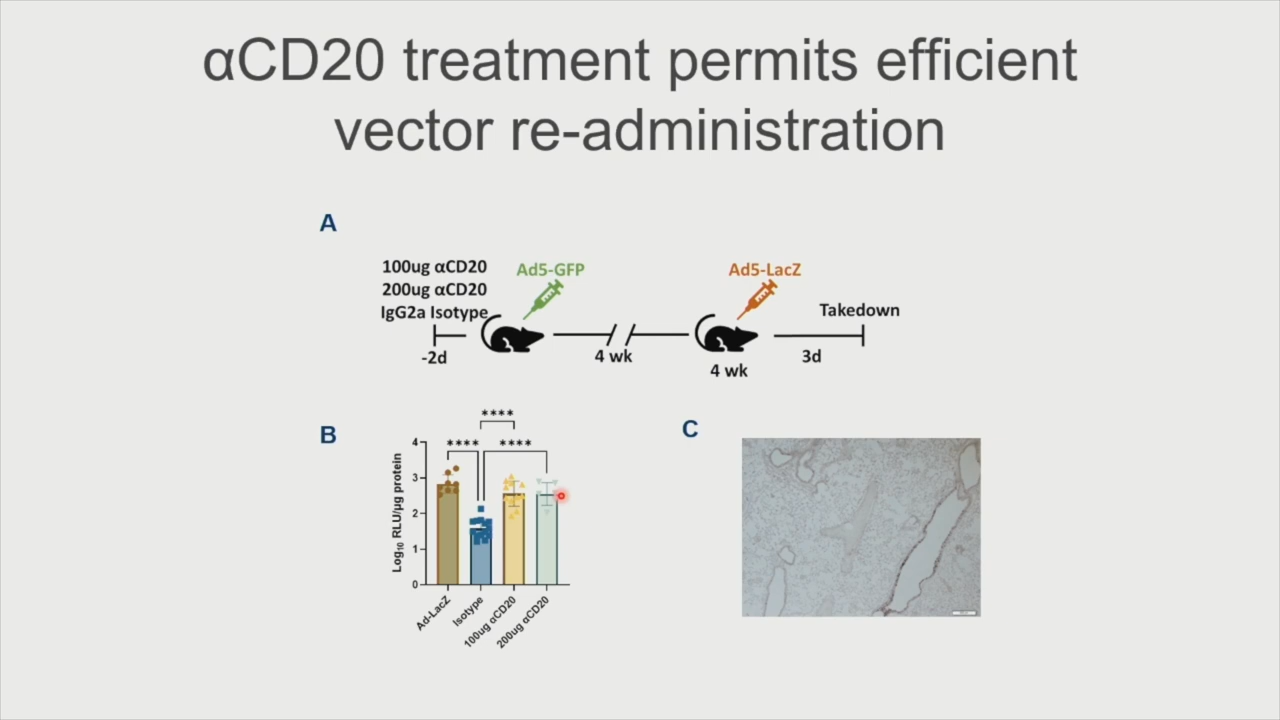 αCD20 treatment permits efficient
vector re-administration
A
100ug αCD20
200ug αCD20
IgG2a Isotype
Ad5-GFP
Ad5-LacZ
Takedown
-2d
4 wk
4 wk
3d
B
****
**** ****
4
3
2
1
0
Log10 RLU/µg protein
Ad-LacZ
Isotype
100ug αCD20
200ug αCD20
C